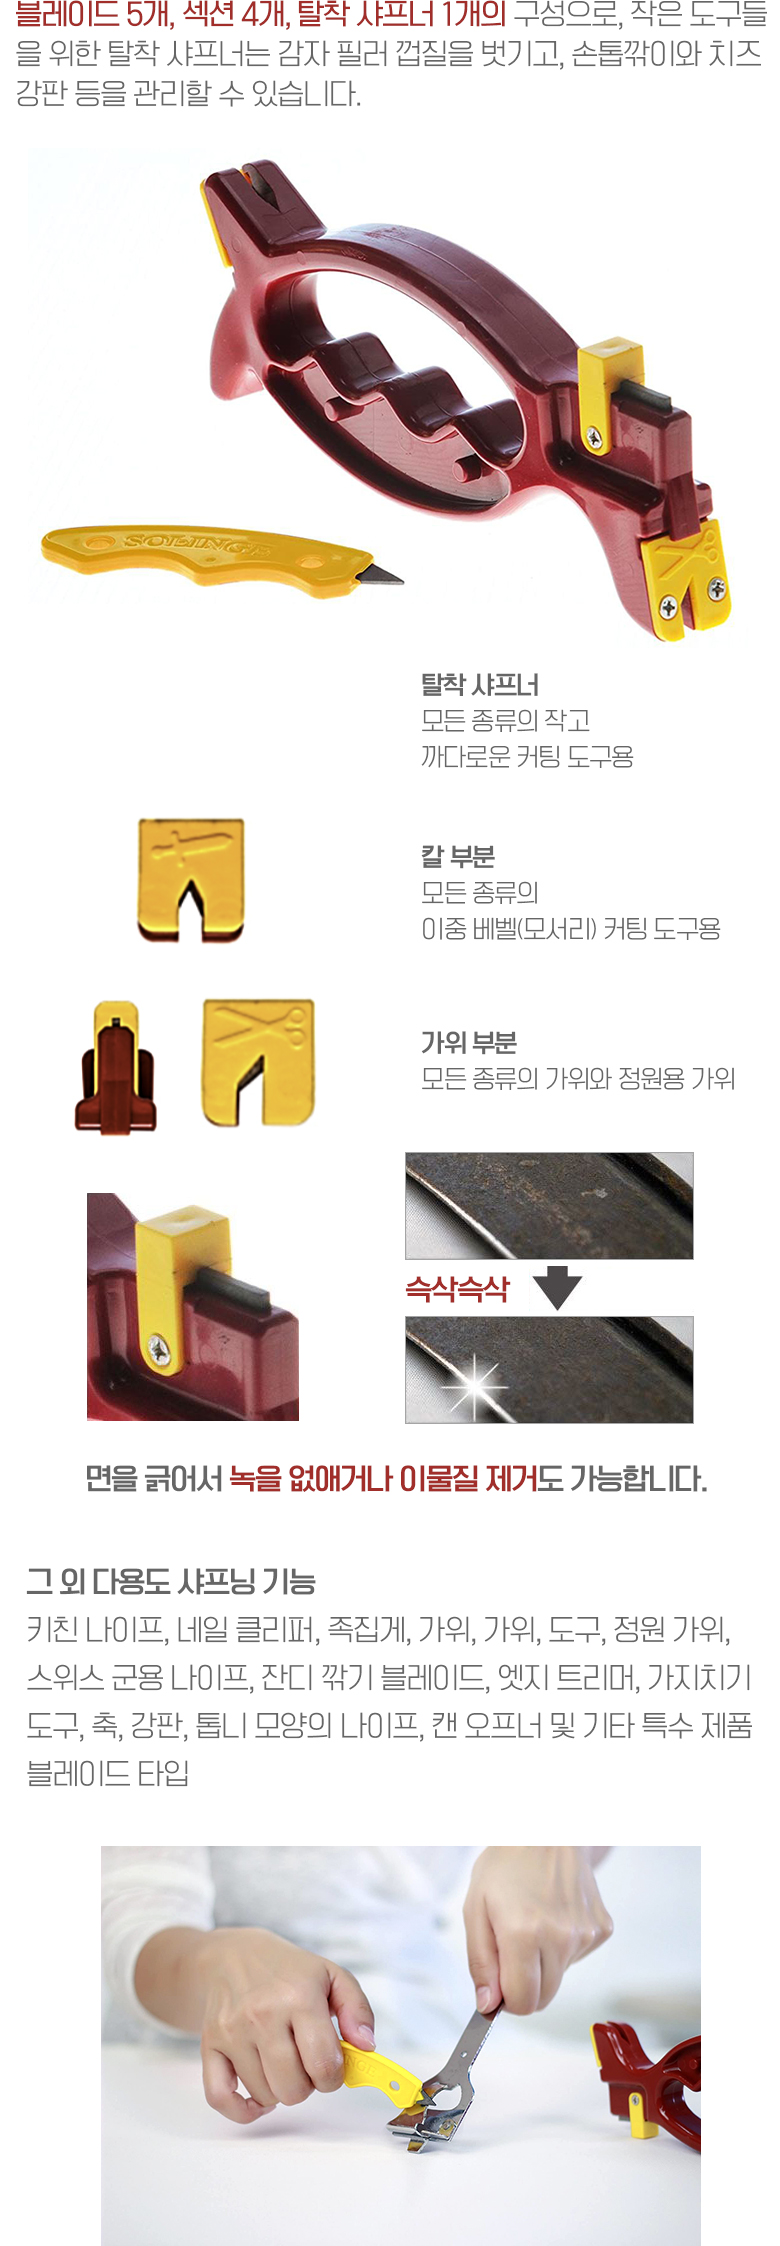 블레이드 5개, 섹션 4개, 탈착 샤프너 1개의 구성으로, 작은 도구들
을 위한 탈착 샤프너는 감자 필러 껍질을 벗기고, 손톱깎이와 치즈
강판 등을 관리할 수 있습니다.
SOLINGE
탈착 샤프너
모든 종류의 작고
까다로운 커팅 도구용
칼 부분
모든 종류의
이중 베벨(모서리) 커팅 도구용
가위 부분
모든 종류의 가위와 정원용 가위
슥삭슥삭
면을 긁어서 녹을 없애거나 이물질 제거도 가능합니다.
그 외 다용도 샤프닝 기능
키친 나이프, 네일 클리퍼, 족집게, 가위, 가위, 도구, 정원 가위,
스위스 군용 나이프, 잔디 깎기 블레이드, 엣지 트리머, 가지치기
도구, 축, 강판, 톱니 모양의 나이프, 캔 오프너 및 기타 특수 제품
블레이드 타입